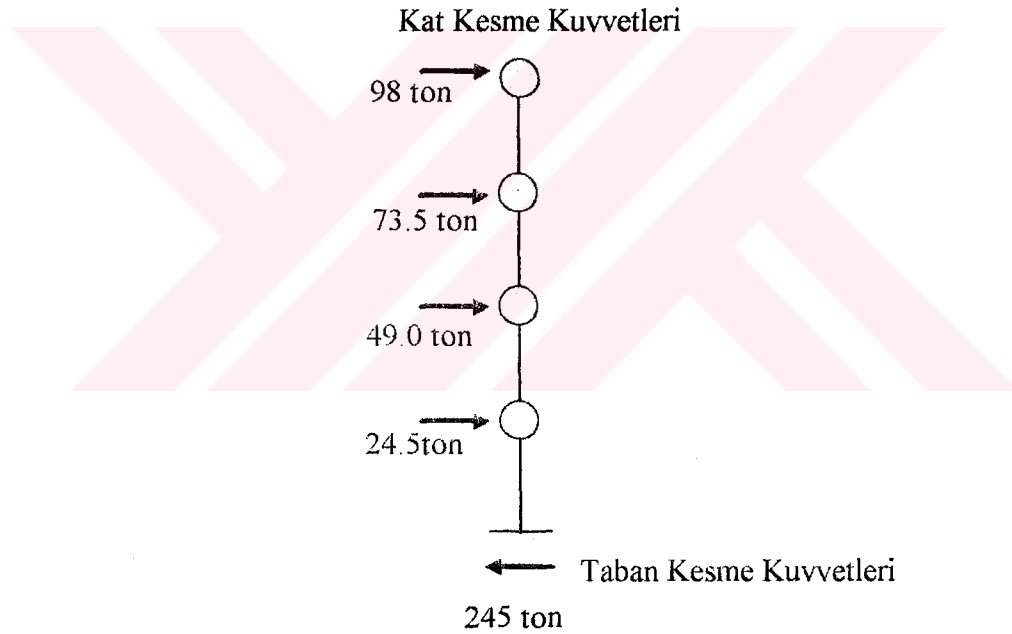 Kat Kesme Kuvvetleri
98 ton
73.5 ton
49.0 ton
24.5ton
Taban Kesme Kuvvetleri
245 ton